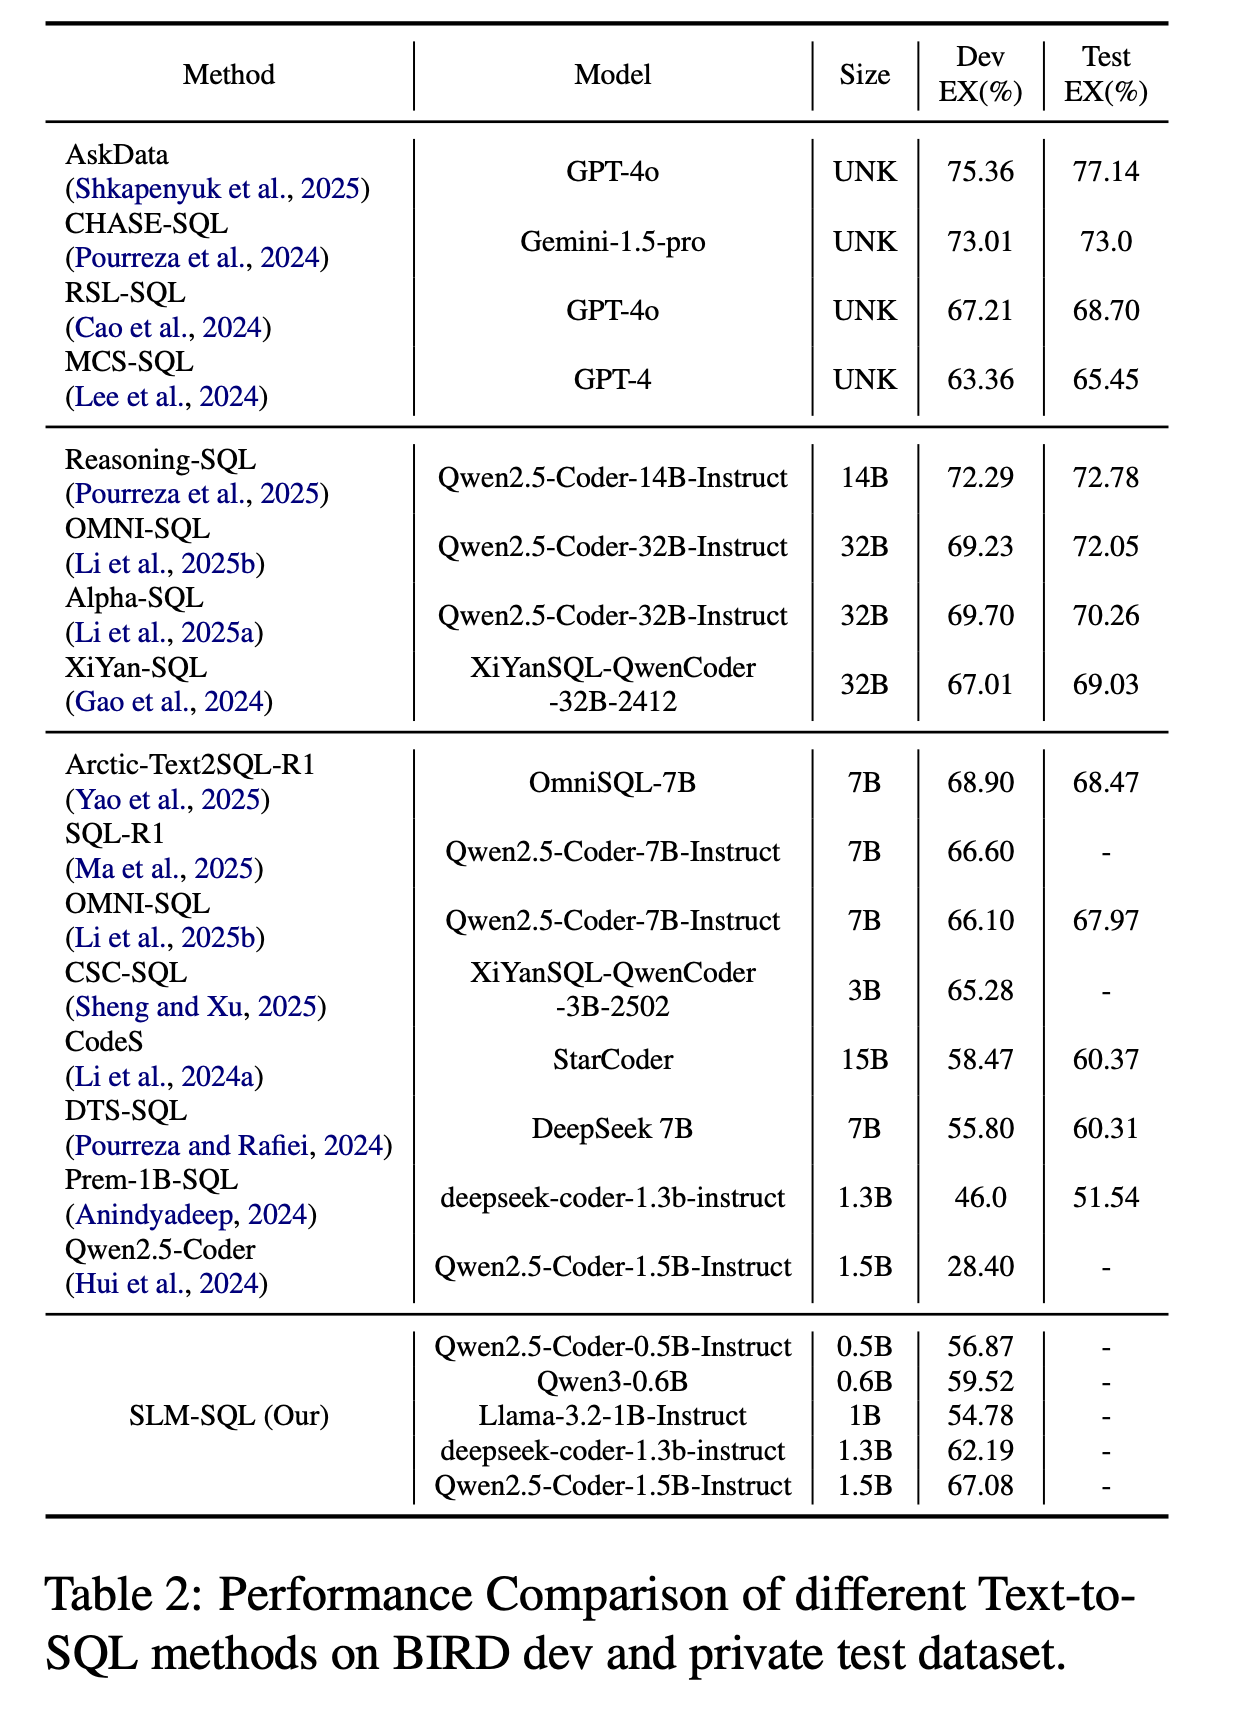 Method Model Size Dev EX(%) Test EX(%)
AskData
(Shkapenyuk et al., 2025) GPT-4o UNK 75.36 77.14
CHASE-SQL
(Pourreza et al., 2024) Gemini-1.5-pro UNK 73.01 73.0
RSL-SQL
(Cao et al., 2024) GPT-4o UNK 67.21 68.70
MCS-SQL
(Lee et al., 2024) GPT-4 UNK 63.36 65.45
Reasoning-SQL
(Pourreza et al., 2025) Qwen2.5-Coder-14B-Instruct 14B 72.29 72.78
OMNI-SQL
(Li et al., 2025b) Qwen2.5-Coder-32B-Instruct 32B 69.23 72.05
Alpha-SQL
(Li et al., 2025a) Qwen2.5-Coder-32B-Instruct 32B 69.70 70.26
XiYan-SQL XiYanSQL-QwenCoder
(Gao et al., 2024) -32B-2412 32B 67.01 69.03
Arctic-Text2SQL-R1
(Yao et al., 2025) OmniSQL-7B 7B 68.90 68.47
SQL-R1
(Ma et al., 2025) Qwen2.5-Coder-7B-Instruct 7B 66.60 -
OMNI-SQL
(Li et al., 2025b) Qwen2.5-Coder-7B-Instruct 7B 66.10 67.97
CSC-SQL XiYanSQL-QwenCoder
(Sheng and Xu, 2025) -3B-2502 3B 65.28 -
CodeS
(Li et al., 2024a) StarCoder 15B 58.47 60.37
DTS-SQL
(Pourreza and Rafiei, 2024) DeepSeek 7B 7B 55.80 60.31
Prem-1B-SQL
(Anindyadeep, 2024) deepseek-coder-1.3b-instruct 1.3B 46.0 51.54
Qwen2.5-Coder
(Hui et al., 2024) Qwen2.5-Coder-1.5B-Instruct 1.5B 28.40 -
Qwen2.5-Coder-0.5B-Instruct 0.5B 56.87 -
Qwen3-0.6B 0.6B 59.52 -
SLM-SQL (Our) Llama-3.2-1B-Instruct 1B 54.78 -
deepseek-coder-1.3b-instruct 1.3B 62.19 -
Qwen2.5-Coder-1.5B-Instruct 1.5B 67.08 -
Table 2: Performance Comparison of different Text-to-
SQL methods on BIRD dev and private test dataset.